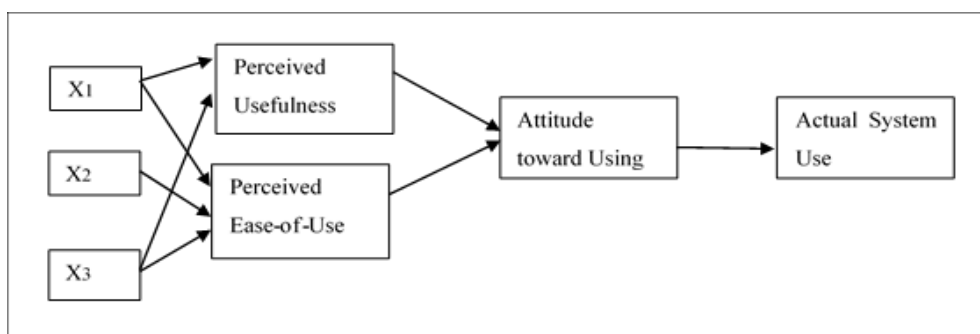 X1
X2
X3
Perceived
Usefulness
Perceived
Ease-of-Use
Attitude
toward Using
Actual System
Use